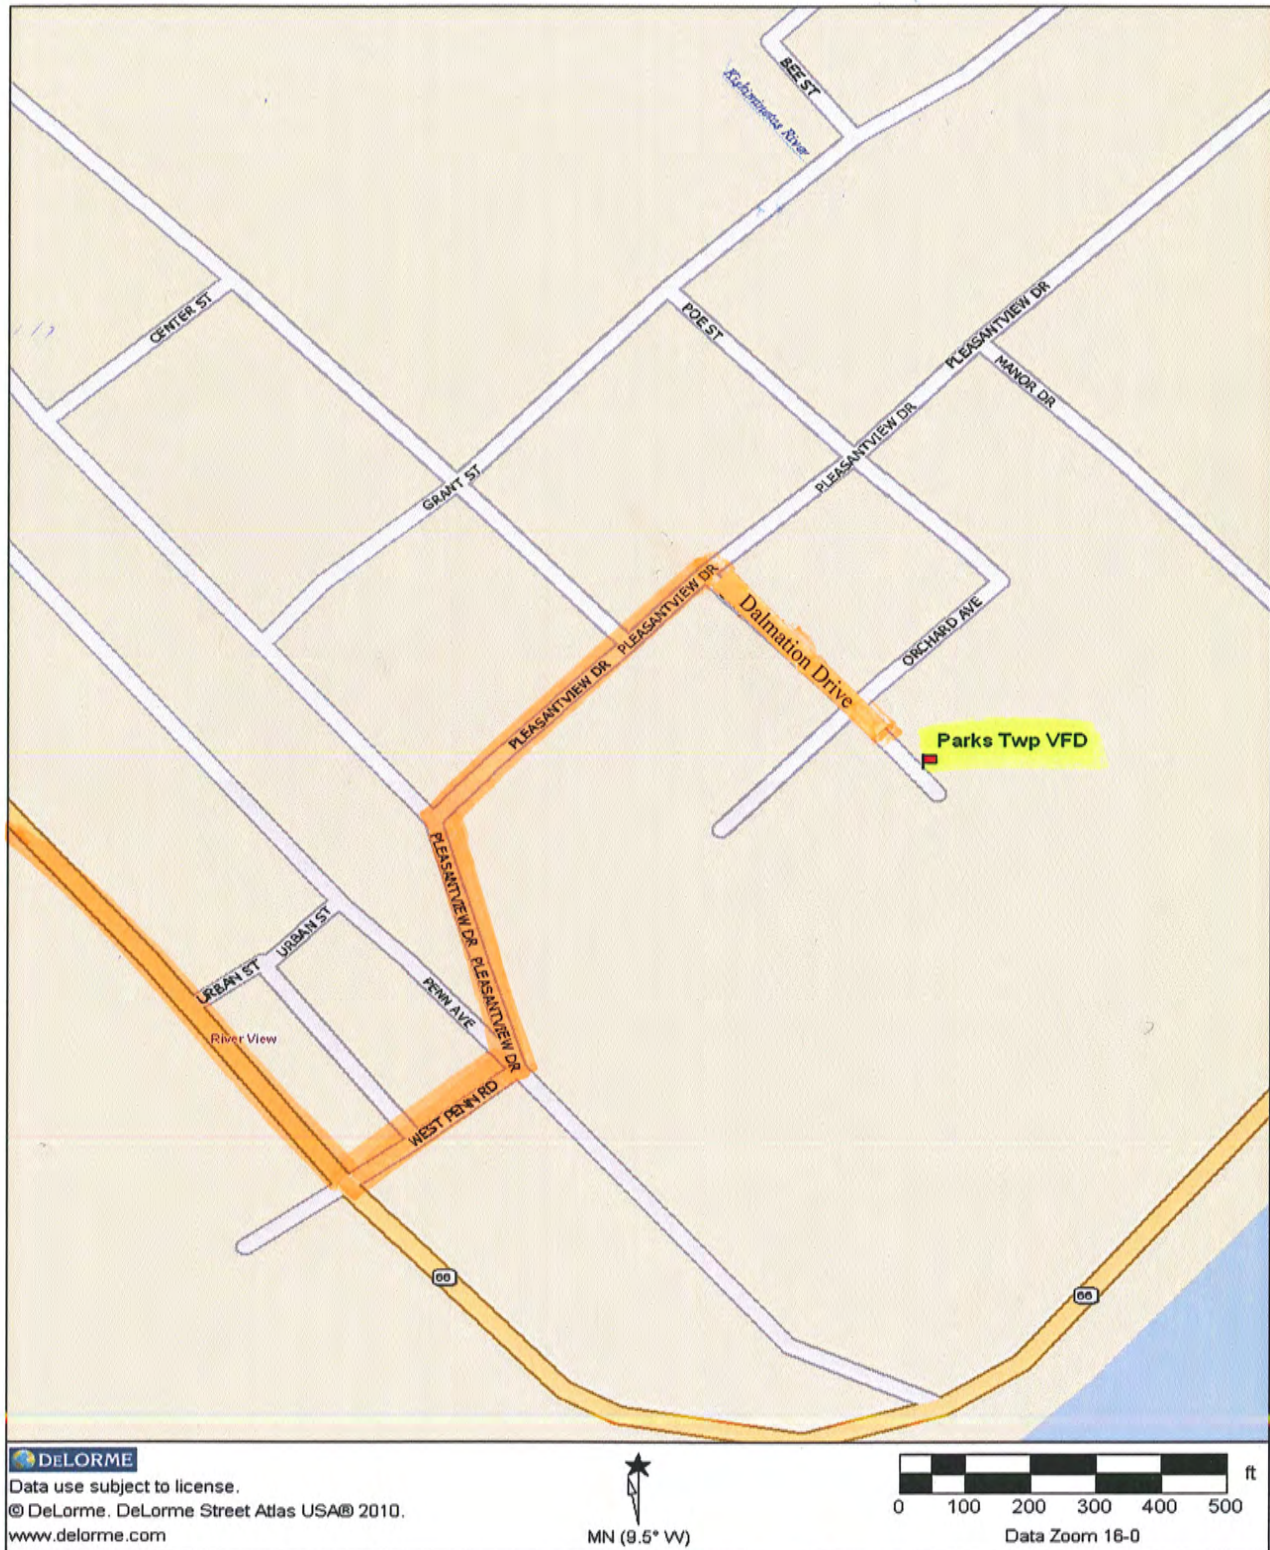 BEE ST
Kiskiminetas River
CENTER ST
POE ST
PLEASANTVIEW DR
MANOR DR
PLEASANTVIEW DR
GRANT ST
PLEASANTVIEW DR
Dalmation Drive
ORCHARD AVE
PLEASANTVIEW DR
Parks Twp VFD
PLEASANTVIEW DR
URBAN ST
URBAN ST
PLEASANTVIEW DR
PENN AVE
River View
WEST PENN RD
66
66
DELORME
Data use subject to license.
© DeLorme. DeLorme Street Atlas USA® 2010.
www.delorme.com
MN (9.5° W)
ft
0 100 200 300 400 500
Data Zoom 16-0